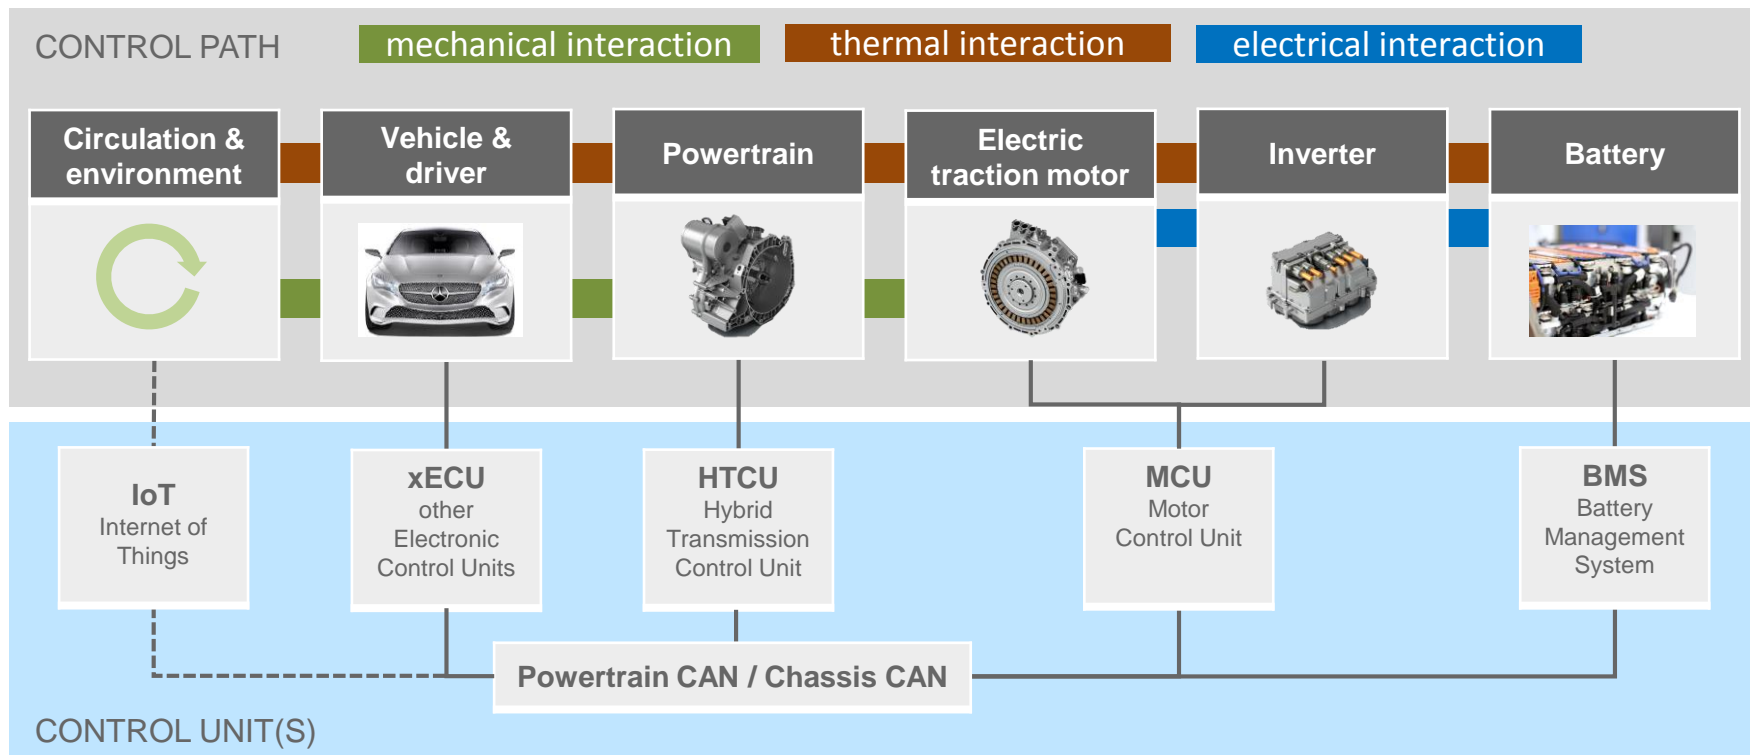 CONTROL PATH
mechanical interaction
thermal interaction
electrical interaction
Circulation &
environment
Vehicle &
driver
Powertrain
Electric
traction motor
Inverter
Battery
IoT
Internet of
Things
xECU
other
Electronic
Control Units
HTCU
Hybrid
Transmission
Control Unit
MCU
Motor
Control Unit
BMS
Battery
Management
System
Powertrain CAN / Chassis CAN
CONTROL UNIT(S)